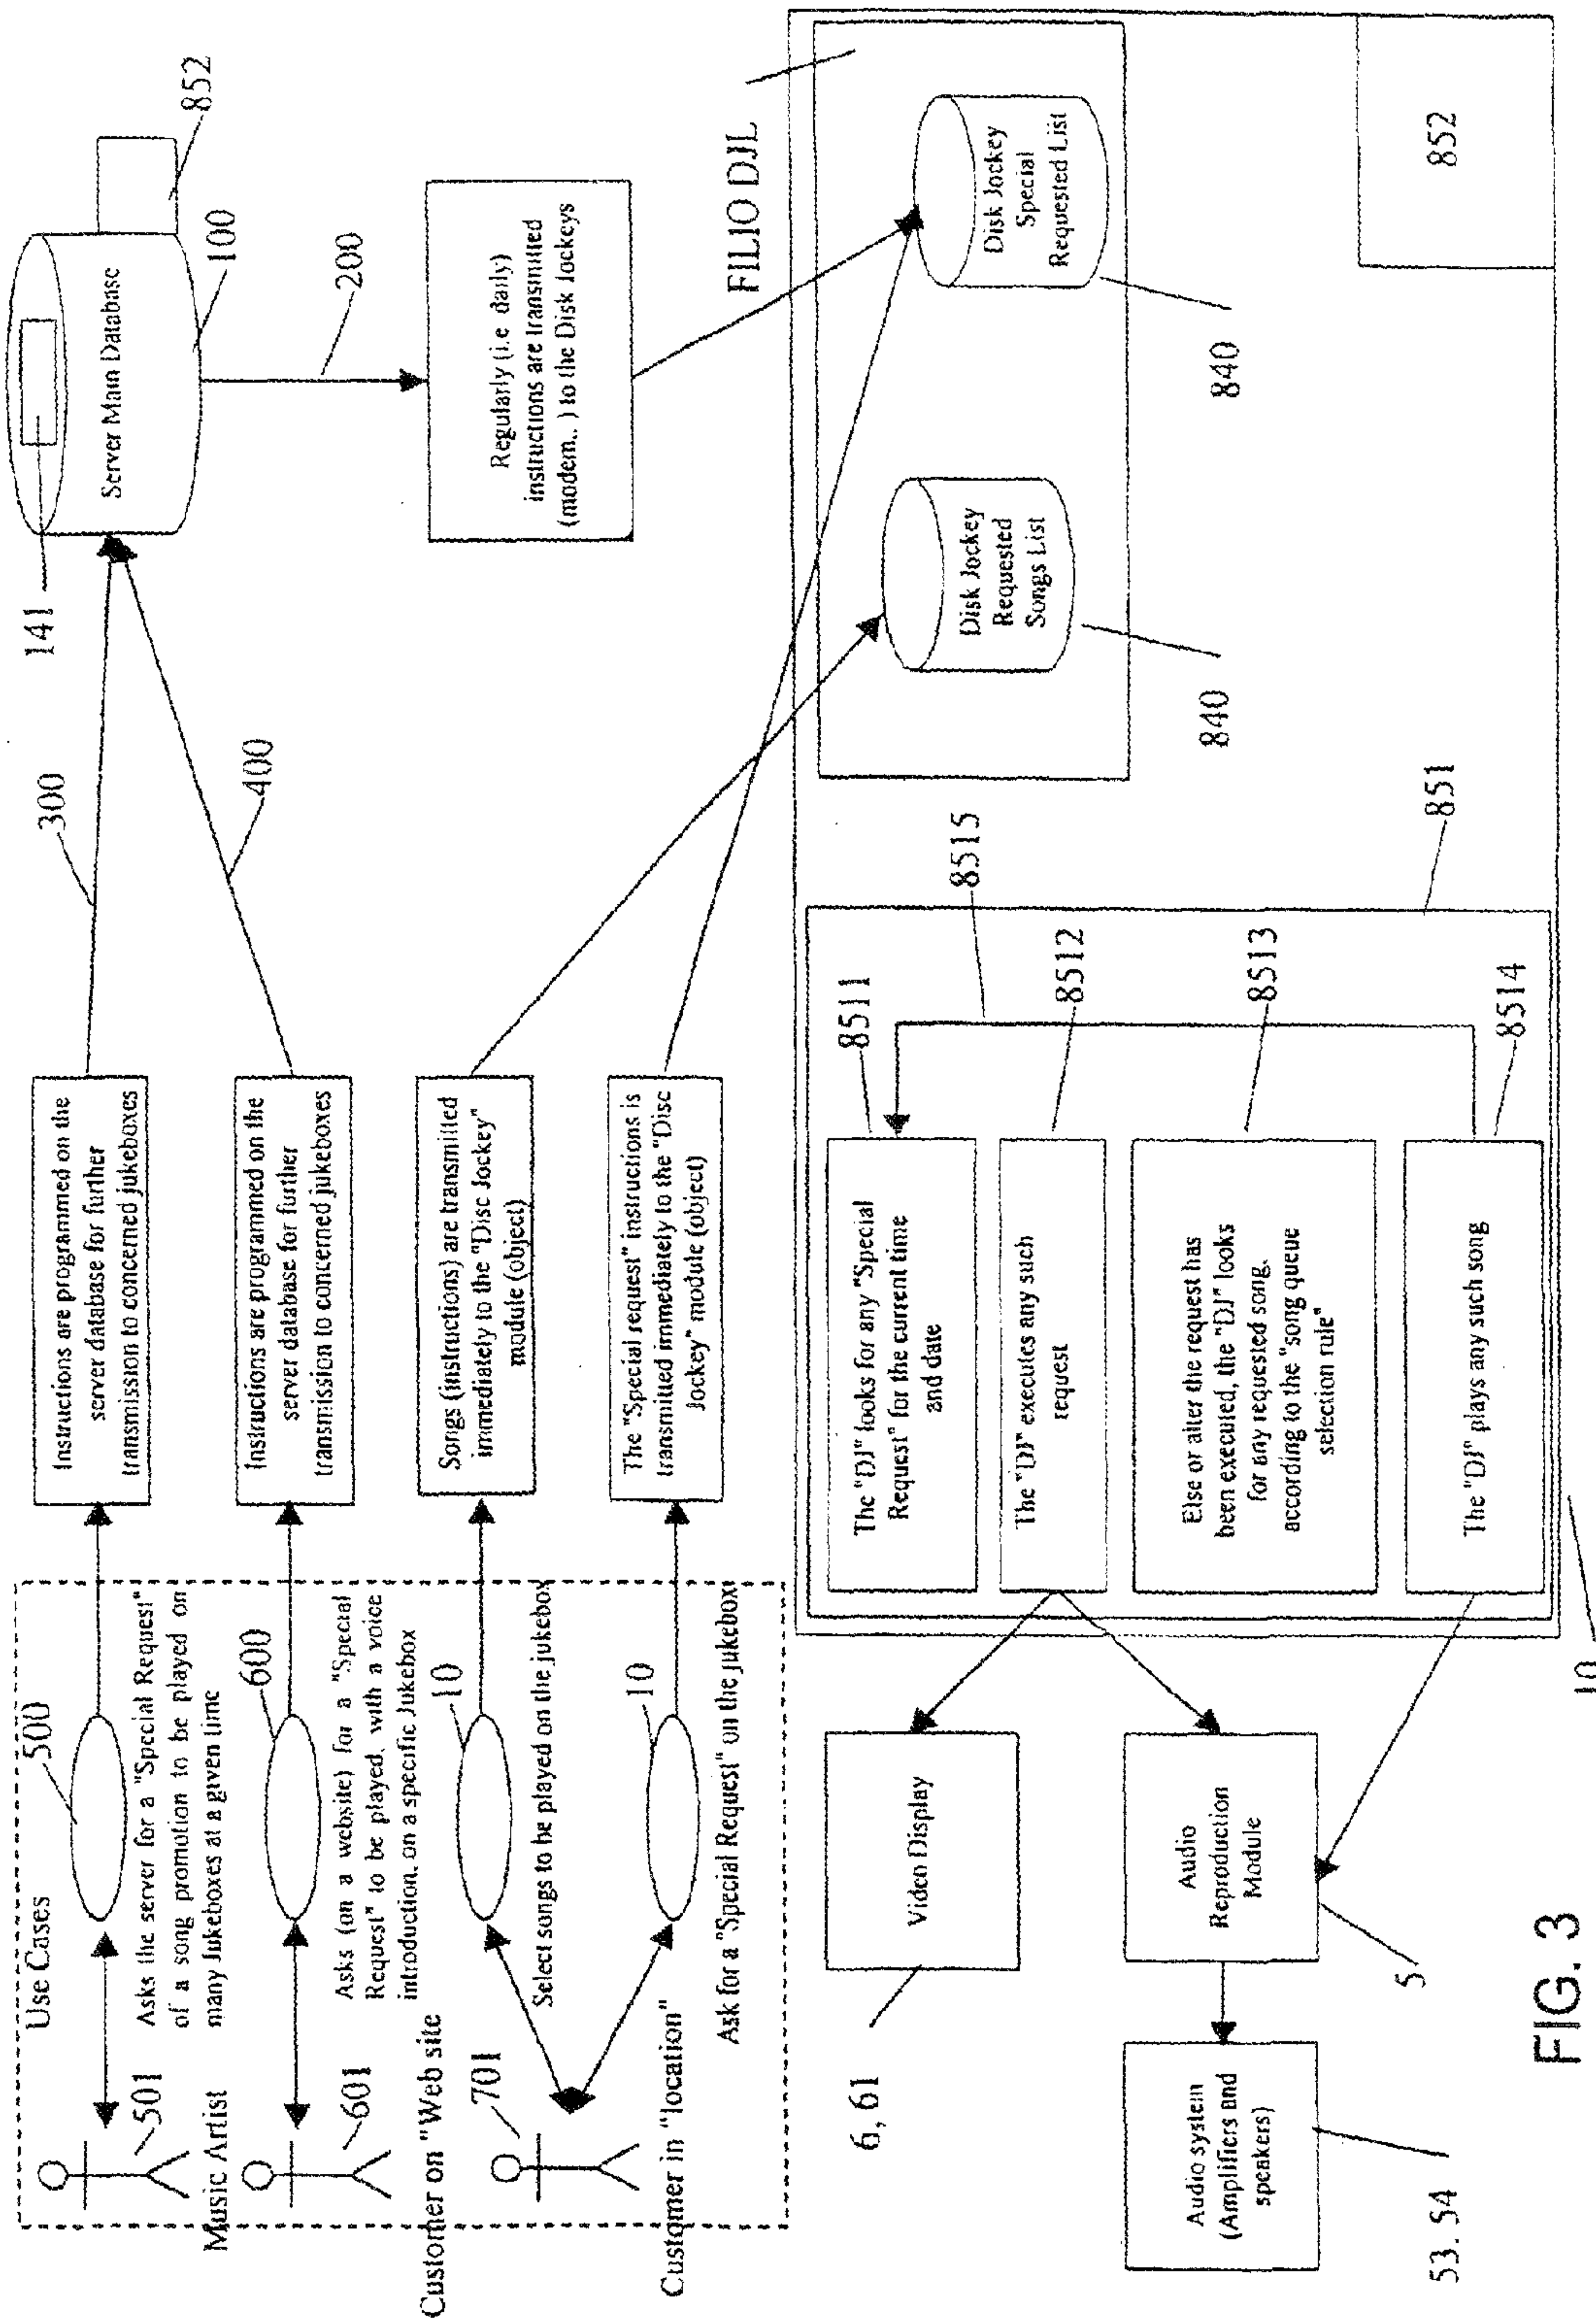 Use Cases
500
Asks the server for a "Special Request"
of a song promotion to be played on
many Jukeboxes at a given time
501
Music Artist
600
Asks (on a website) for a "Special
Request" to be played, with a voice
introduction, on a specific Jukebox
601
Customer on "Web site
10
Select songs to be played on the jukebox
701
10
Customer in "location"
Ask for a "Special Request" on the jukebox
Instructions are programmed on the
server database for further
transmission to concerned jukeboxes
Instructions are programmed on the
server database for further
transmission to concerned jukeboxes
Songs (instructions) are transmitted
immediately to the "Disc Jockey"
module (object)
The "Special request" instructions is
transmitted immediately to the "Disc
Jockey" module (object)
300
400
141
Server Main Database
852
100
200
Regularly (i.e daily)
instructions are transmitted
(modem.. ) to the Disk Jockeys
FILIO DJL
Disk Jockey
Requested
Songs List
840
Disk Jockey
Special
Requested List
840
852
8515
851
8511
The "DJ" looks for any "Special
Request" for the current time
and date
8512
The "DJ" executes any such
request
8513
Else or alter the request has
been executed, the "DJ" looks
for any requested song.
according to the "song queue
selection rule"
8514
The "DJ" plays any such song
10
Video Display
6, 61
Audio
Reproduction
Module
5
Audio system
(Amplifiers and
speakers)
53. 54
FIG. 3